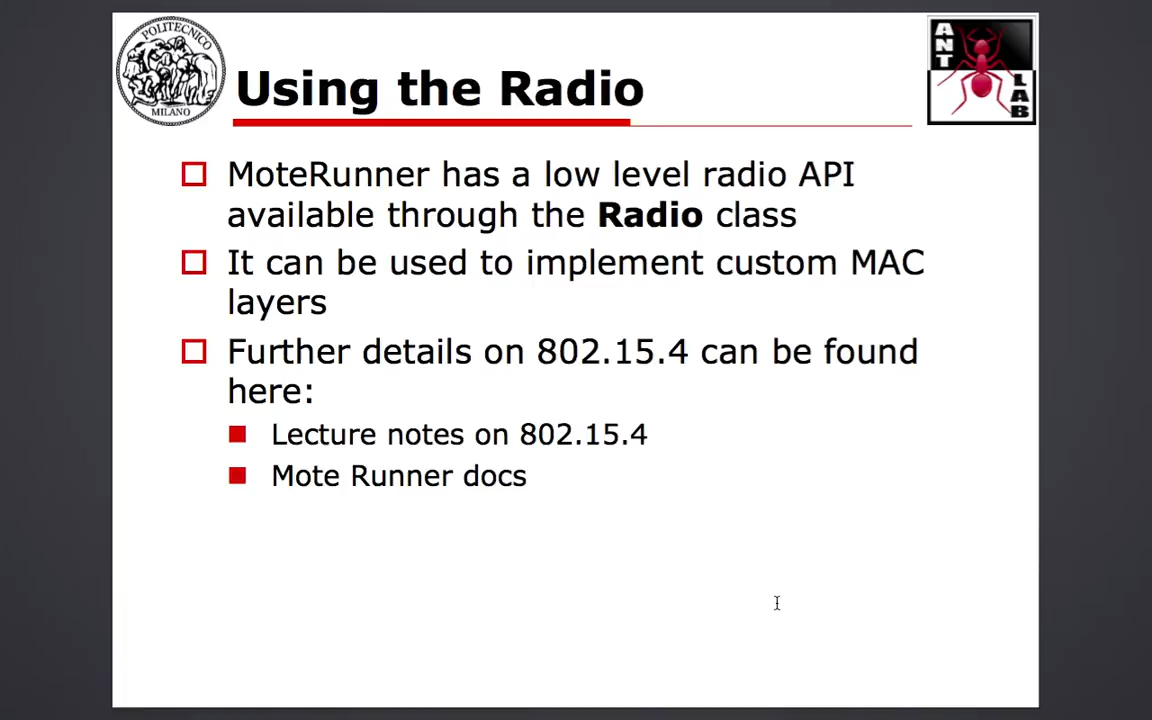 POLITECNICO
MILANO
Using the Radio
ANT
LAB
MoteRunner has a low level radio API
available through the Radio class
It can be used to implement custom MAC
layers
Further details on 802.15.4 can be found
here:
Lecture notes on 802.15.4
Mote Runner docs